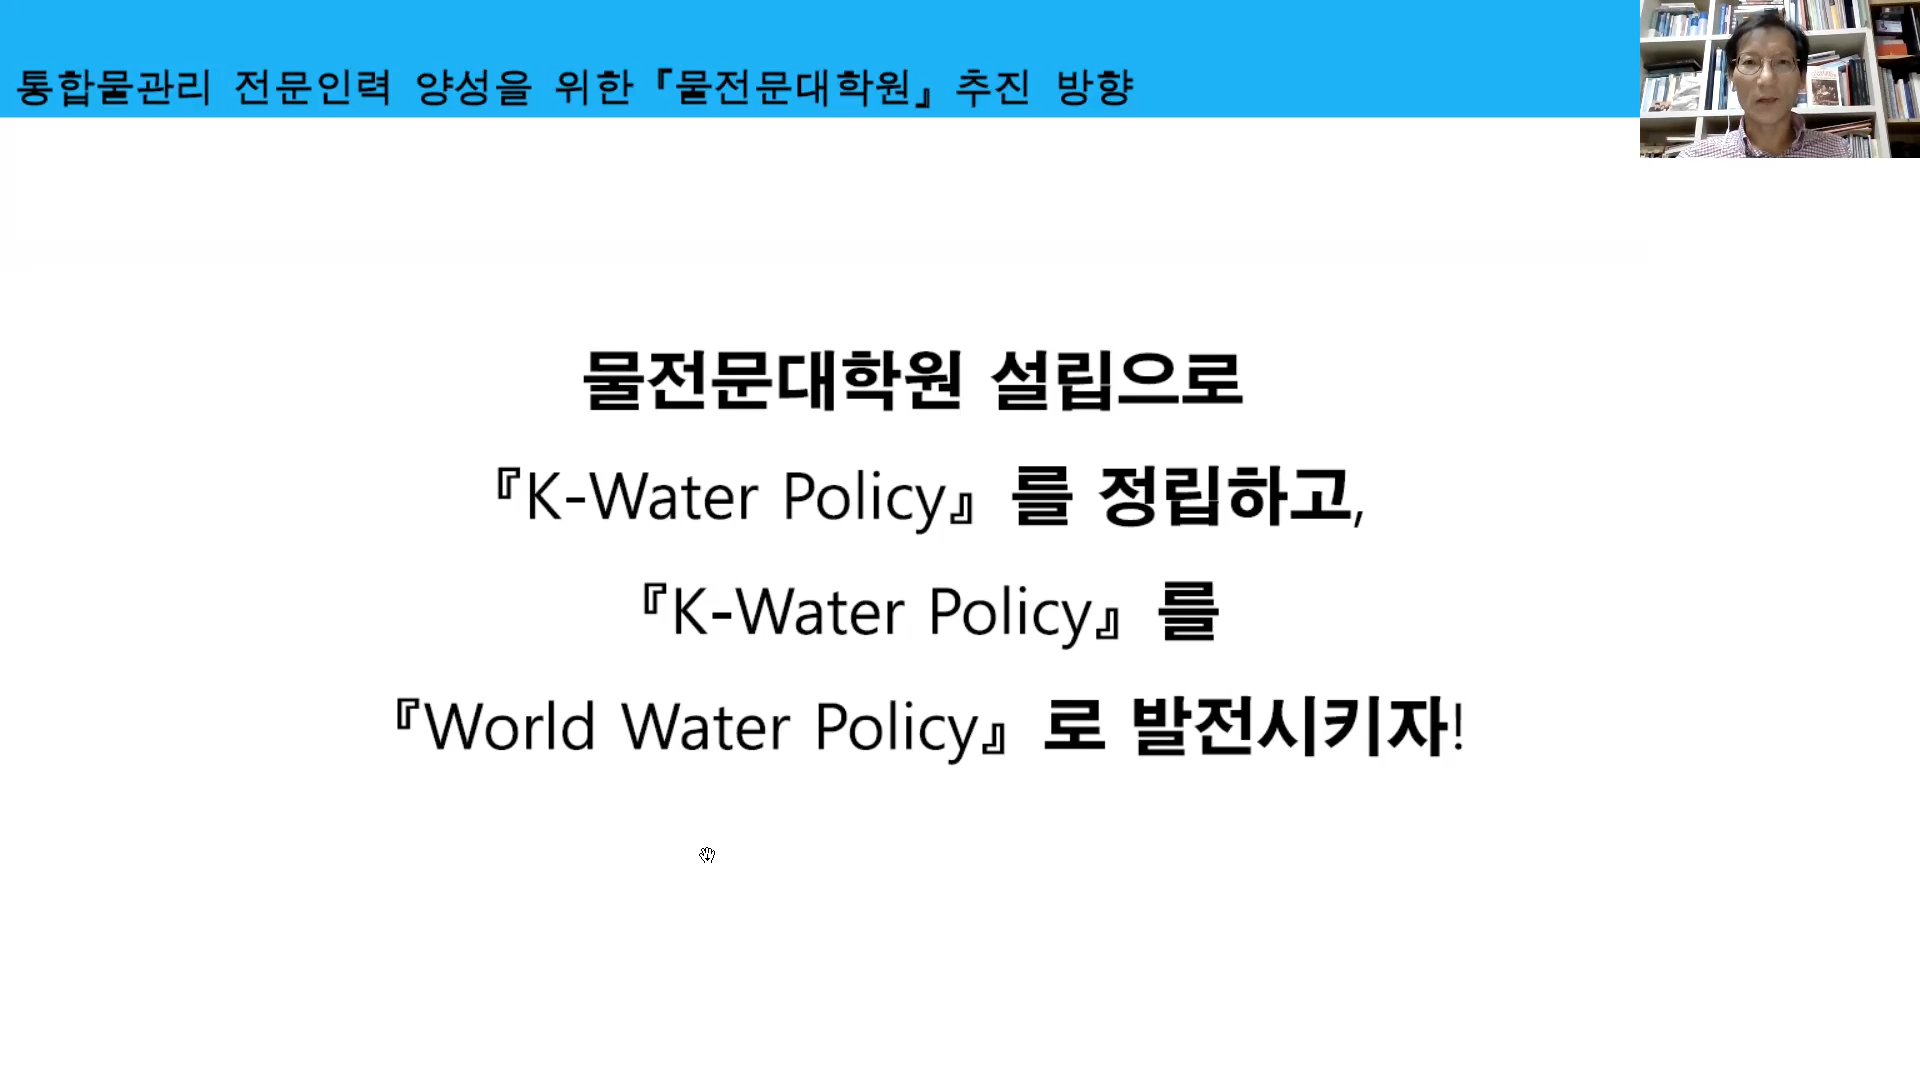 통합물관리 전문인력 양성을 위한『물전문대학원』추진 방향
물전문대학원 설립으로
『K-Water Policy』를 정립하고,
『K-Water Policy』를
『World Water Policy』로 발전시키자!